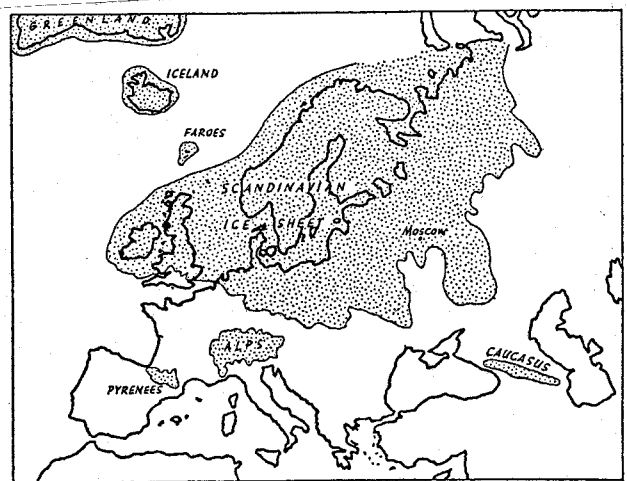 GREENLAND
ICELAND
FAROES
SCANDINAVIAN
ICE SHEET
MOSCOW
ALPS
CAUCASUS
PYRENEES